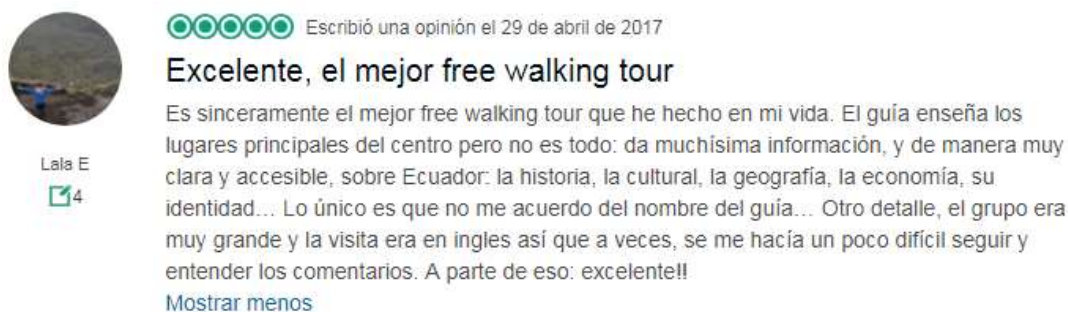 Escribió una opinión el 29 de abril de 2017
Excelente, el mejor free walking tour
Es sinceramente el mejor free walking tour que he hecho en mi vida. El guía enseña los
lugares principales del centro pero no es todo: da muchísima información, y de manera muy
clara y accesible, sobre Ecuador: la historia, la cultural, la geografía, la economía, su
identidad... Lo único es que no me acuerdo del nombre del guía... Otro detalle, el grupo era
muy grande y la visita era en ingles así que a veces, se me hacía un poco difícil seguir y
entender los comentarios. A parte de eso: excelente!!
Mostrar menos
Lala E
4